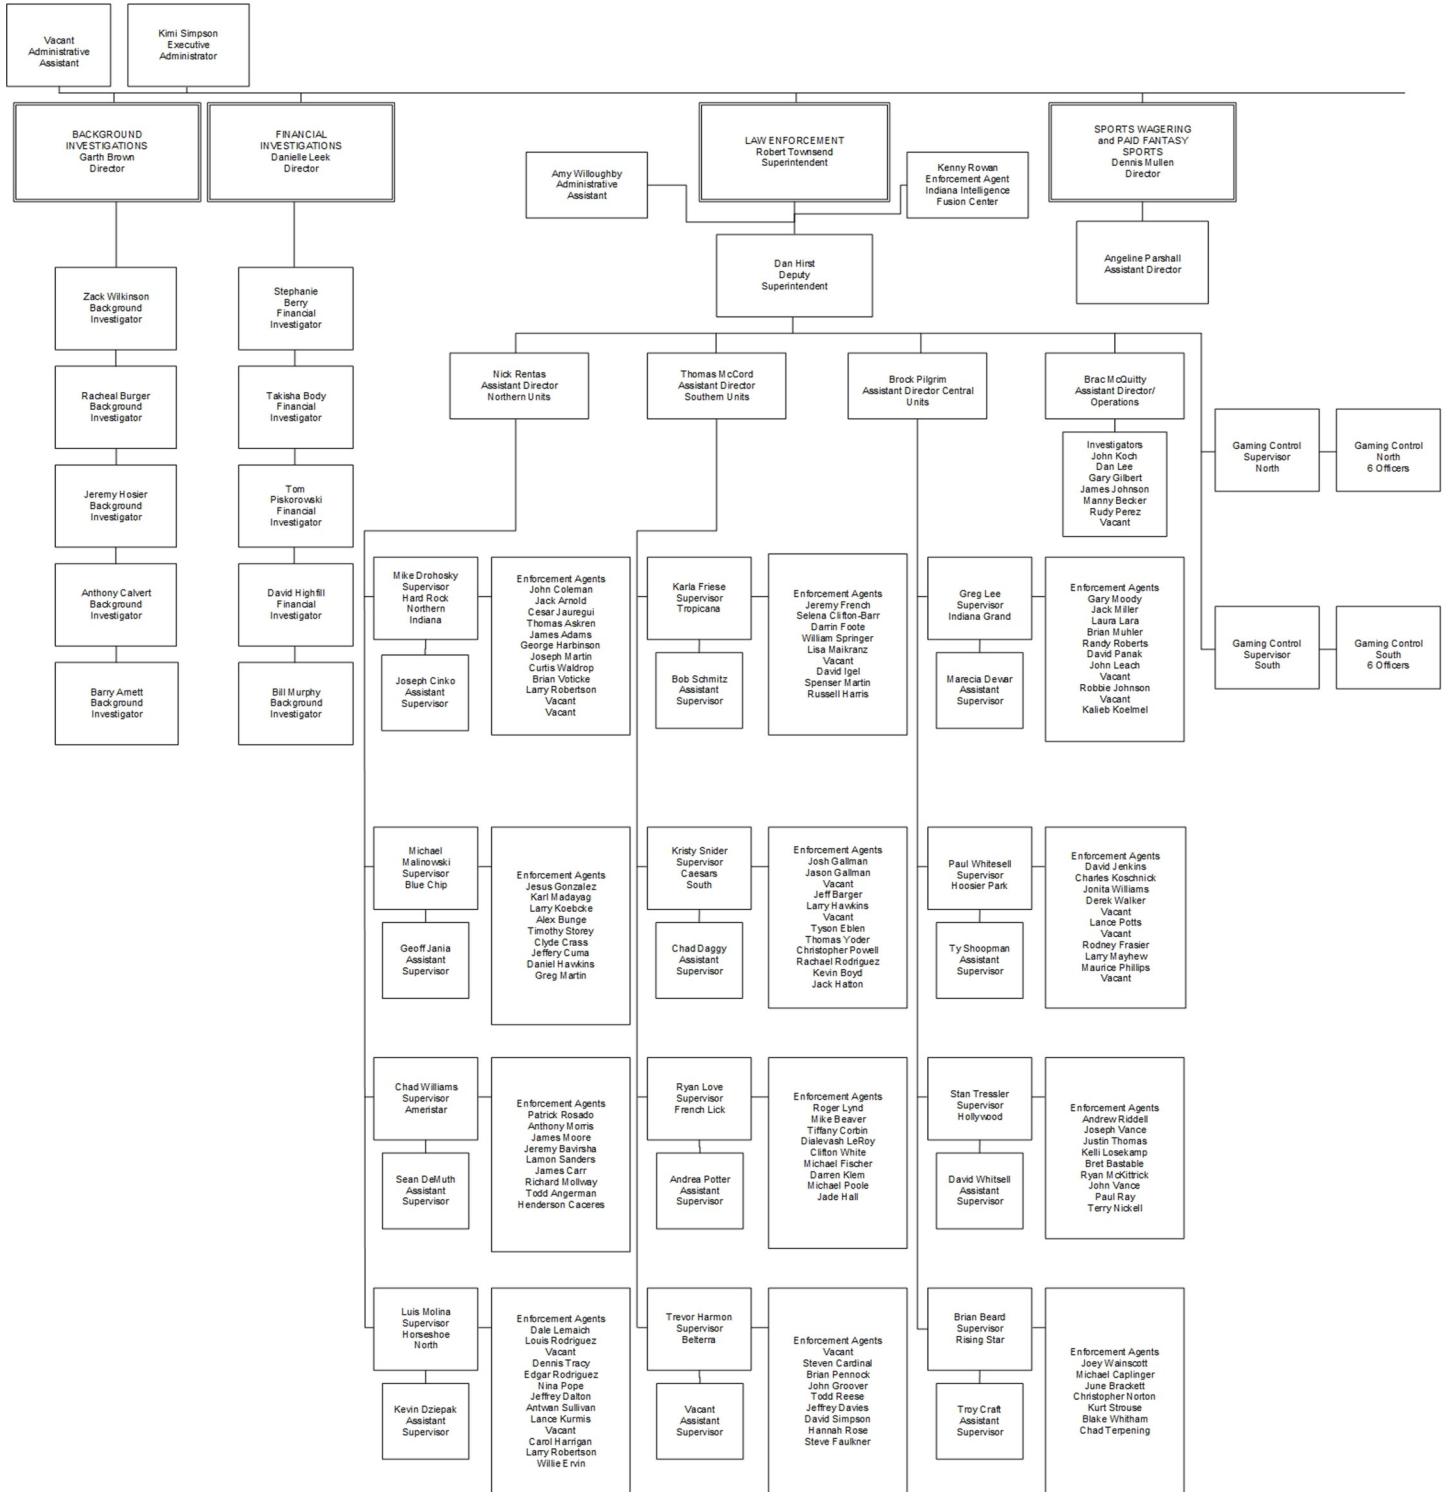 Vacant
Administrative
Assistant
Kimi Simpson
Executive
Administrator
BACKGROUND
INVESTIGATIONS
Garth Brown
Director
FINANCIAL
INVESTIGATIONS
Danielle Leek
Director
LAW ENFORCEMENT
Robert Townsend
Superintendent
SPORTS WAGERING
and PAID FANTASY
SPORTS
Dennis Mullen
Director
Amy Willoughby
Administrative
Assistant
Kenny Rowan
Enforcement Agent
Indiana Intelligence
Fusion Center
Dan Hirst
Deputy
Superintendent
Angeline Parshall
Assistant Director
Zack Wilkinson
Background
Investigator
Racheal Burger
Background
Investigator
Jeremy Hosier
Background
Investigator
Anthony Calvert
Background
Investigator
Barry Arnett
Background
Investigator
Stephanie
Berry
Financial
Investigator
Takisha Body
Financial
Investigator
Tom
Piskorowski
Financial
Investigator
David Highfill
Financial
Investigator
Bill Murphy
Background
Investigator
Nick Rentas
Assistant Director
Northern Units
Thomas McCord
Assistant Director
Southern Units
Brock Pilgrim
Assistant Director Central
Units
Brac McQuitty
Assistant Director/
Operations
Investigators
John Koch
Dan Lee
Gary Gilbert
James Johnson
Manny Becker
Rudy Perez
Vacant
Gaming Control
Supervisor
North
Gaming Control
North
6 Officers
Gaming Control
Supervisor
South
Gaming Control
South
6 Officers
Mike Drohosky
Supervisor
Hard Rock
Northern
Indiana
Joseph Cinko
Assistant
Supervisor
Enforcement Agents
John Coleman
Jack Arnold
Cesar Jauregui
Thomas Askren
James Adams
George Harbinson
Joseph Martin
Curtis Waldrop
Brian Voticke
Larry Robertson
Vacant
Vacant
Karla Friese
Supervisor
Tropicana
Bob Schmitz
Assistant
Supervisor
Enforcement Agents
Jeremy French
Selena Clifton-Barr
Darrin Foote
William Springer
Lisa Maikranz
Vacant
David Igel
Spenser Martin
Russell Harris
Greg Lee
Supervisor
Indiana Grand
Marecia Dewar
Assistant
Supervisor
Enforcement Agents
Gary Moody
Jack Miller
Laura Lara
Brian Muhler
Randy Roberts
David Panak
John Leach
Vacant
Robbie Johnson
Vacant
Kalieb Koelmel
Michael
Malinowski
Supervisor
Blue Chip
Geoff Jania
Assistant
Supervisor
Enforcement Agents
Jesus Gonzalez
Karl Madayag
Larry Koebcke
Alex Bunge
Timothy Storey
Clyde Crass
Jeffery Cuma
Daniel Hawkins
Greg Martin
Kristy Snider
Supervisor
Caesars
South
Chad Daggy
Assistant
Supervisor
Enforcement Agents
Josh Gallman
Jason Gallman
Vacant
Jeff Barger
Larry Hawkins
Vacant
Tyson Eblen
Thomas Yoder
Christopher Powell
Rachael Rodriguez
Kevin Boyd
Jack Hatton
Paul Whitesell
Supervisor
Hoosier Park
Ty Shoopman
Assistant
Supervisor
Enforcement Agents
David Jenkins
Charles Koschnick
Jonita Williams
Derek Walker
Vacant
Lance Potts
Vacant
Rodney Frasier
Larry Mayhew
Maurice Phillips
Vacant
Chad Williams
Supervisor
Ameristar
Sean DeMuth
Assistant
Supervisor
Enforcement Agents
Patrick Rosado
Anthony Morris
James Moore
Jeremy Bavirsha
Lamon Sanders
James Carr
Richard Mollway
Todd Angerman
Henderson Caceres
Ryan Love
Supervisor
French Lick
Andrea Potter
Assistant
Supervisor
Enforcement Agents
Roger Lynd
Mike Beaver
Tiffany Corbin
Dialevash LeRoy
Clifton White
Michael Fischer
Darren Klem
Michael Poole
Jade Hall
Stan Tressler
Supervisor
Hollywood
David Whitsell
Assistant
Supervisor
Enforcement Agents
Andrew Riddell
Joseph Vance
Justin Thomas
Kelli Losekamp
Bret Bastable
Ryan McKittrick
John Vance
Paul Ray
Terry Nickell
Luis Molina
Supervisor
Horseshoe
North
Kevin Dziepak
Assistant
Supervisor
Enforcement Agents
Dale Lemaich
Louis Rodriguez
Vacant
Dennis Tracy
Edgar Rodriguez
Nina Pope
Jeffrey Dalton
Antwan Sullivan
Lance Kurmis
Vacant
Carol Harrigan
Larry Robertson
Willie Ervin
Trevor Harmon
Supervisor
Belterra
Vacant
Assistant
Supervisor
Enforcement Agents
Vacant
Steven Cardinal
Brian Pennock
John Groover
Todd Reese
Jeffrey Davies
David Simpson
Hannah Rose
Steve Faulkner
Brian Beard
Supervisor
Rising Star
Troy Craft
Assistant
Supervisor
Enforcement Agents
Joey Wainscott
Michael Caplinger
June Brackett
Christopher Norton
Kurt Strouse
Blake Whitham
Chad Terpening